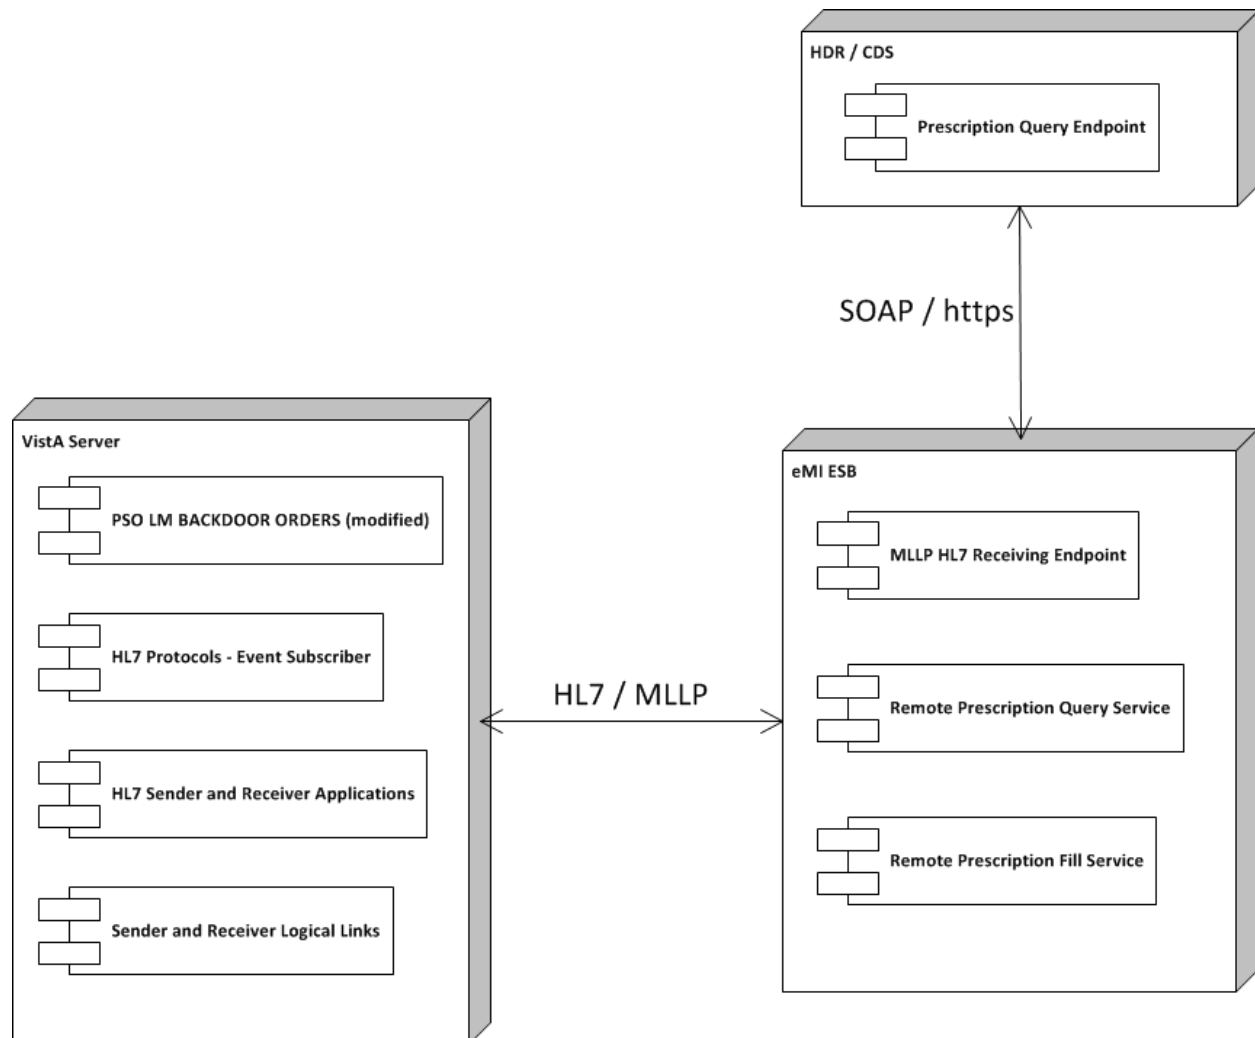 HDR / CDS
Prescription Query Endpoint
SOAP / https
VistA Server
PSO LM BACKDOOR ORDERS (modified)
HL7 Protocols - Event Subscriber
HL7 Sender and Receiver Applications
Sender and Receiver Logical Links
HL7 / MLLP
eMI ESB
MLLP HL7 Receiving Endpoint
Remote Prescription Query Service
Remote Prescription Fill Service